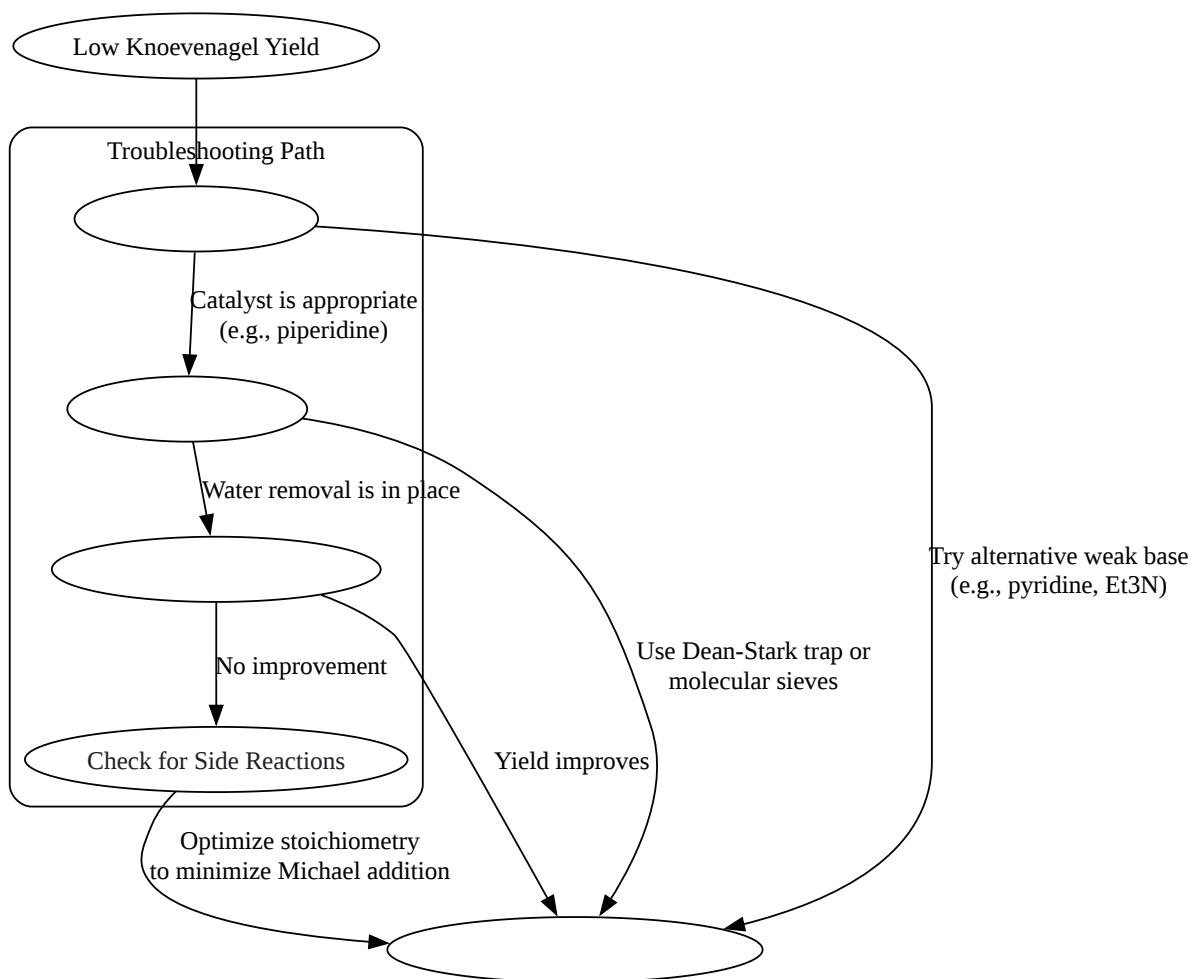 Low Knoevenagel Yield
Troubleshooting Path
Catalyst is appropriate
(e.g., piperidine)
Water removal is in place
Try alternative weak base
(e.g., pyridine, Et3N)
Use Dean-Stark trap or
molecular sieves
No improvement
Check for Side Reactions
Yield improves
Optimize stoichiometry
to minimize Michael addition